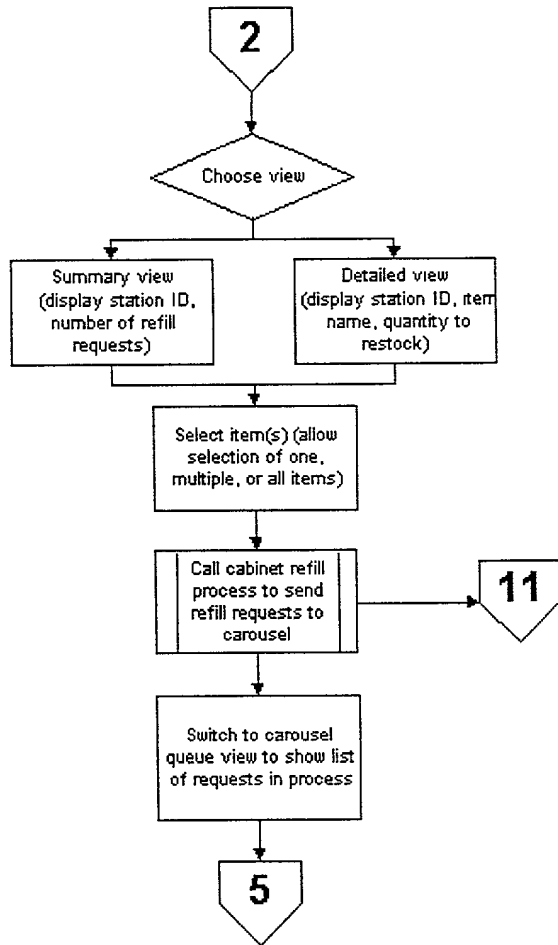 2
Choose view
Summary view
(display station ID,
number of refill
requests)
Detailed view
(display station ID, item
name, quantity to
restock)
Select item(s) (allow
selection of one,
multiple, or all items)
Call cabinet refill
process to send
refill requests to
carousel
11
Switch to carousel
queue view to show list
of requests in process
5